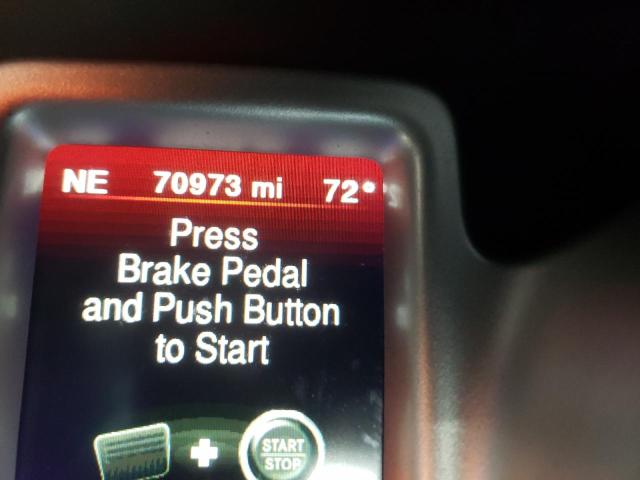 NE 70973 mi 72°
Press
Brake Pedal
and Push Button
to Start
START
STOP